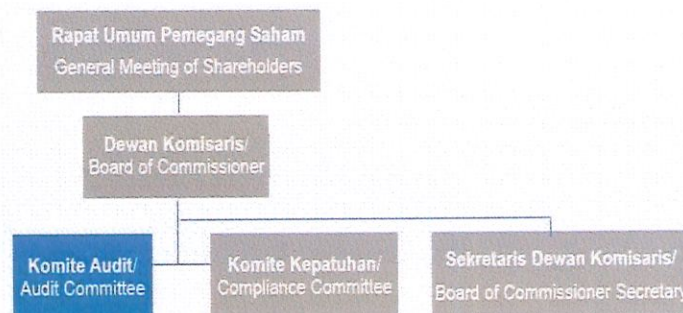 Rapat Umum Pemegang Saham
General Meeting of Shareholders
Dewan Komisaris/
Board of Commissioner
Komite Audit/
Audit Committee
Komite Kepatuhan/
Compliance Committee
Sekretaris Dewan Komisaris/
Board of Commissioner Secretary